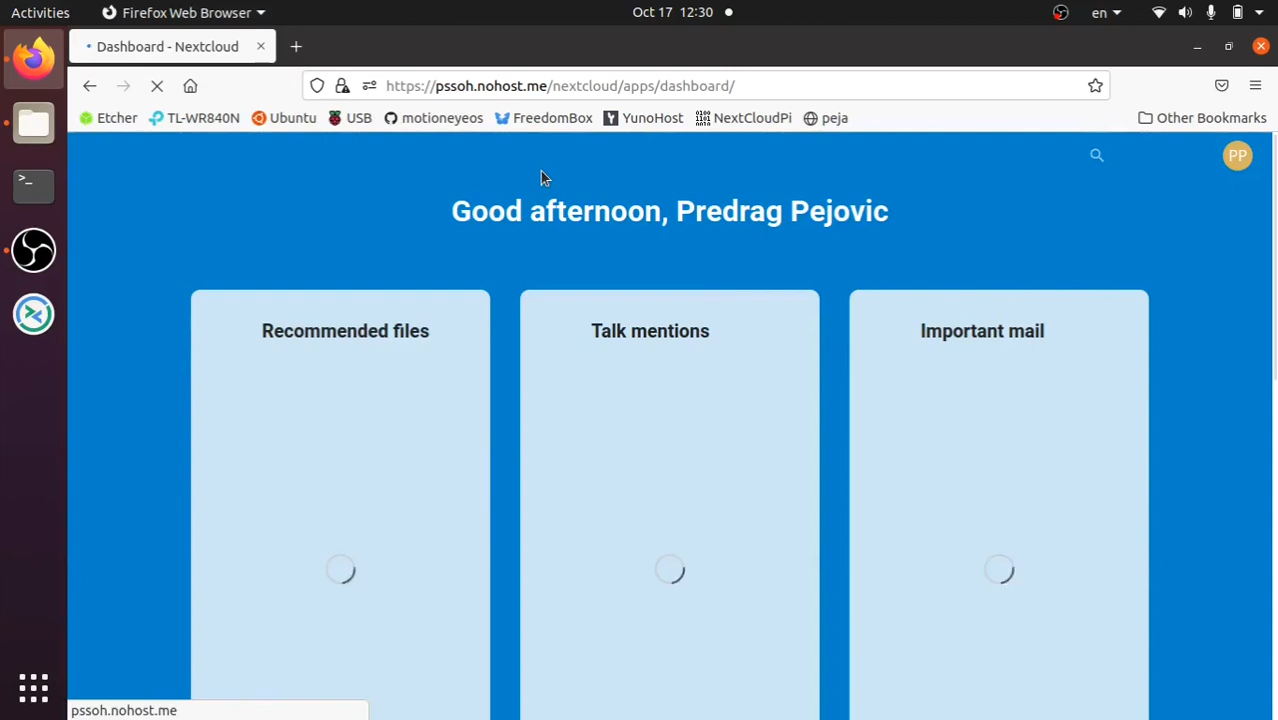 Activities
Firefox Web Browser
Oct 17 12:30
en
Dashboard - Nextcloud
https://pssoh.nohost.me/nextcloud/apps/dashboard/
Etcher
TL-WR840N
Ubuntu
USB
motioneyeos
FreedomBox
YunoHost
NextCloudPi
peja
Other Bookmarks
PP
Good afternoon, Predrag Pejovic
Recommended files
Talk mentions
Important mail
pssoh.nohost.me